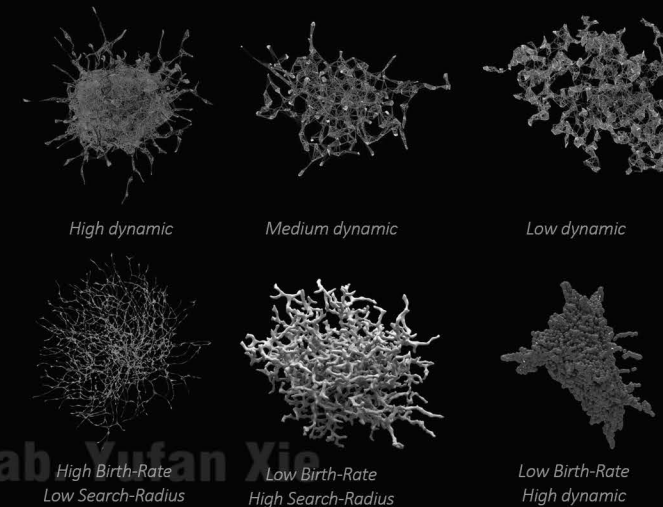 High dynamic
Medium dynamic
Low dynamic
High Birth-Rate
Low Search-Radius
Low Birth-Rate
High Search-Radius
Low Birth-Rate
High dynamic
ab. Yufan Xie